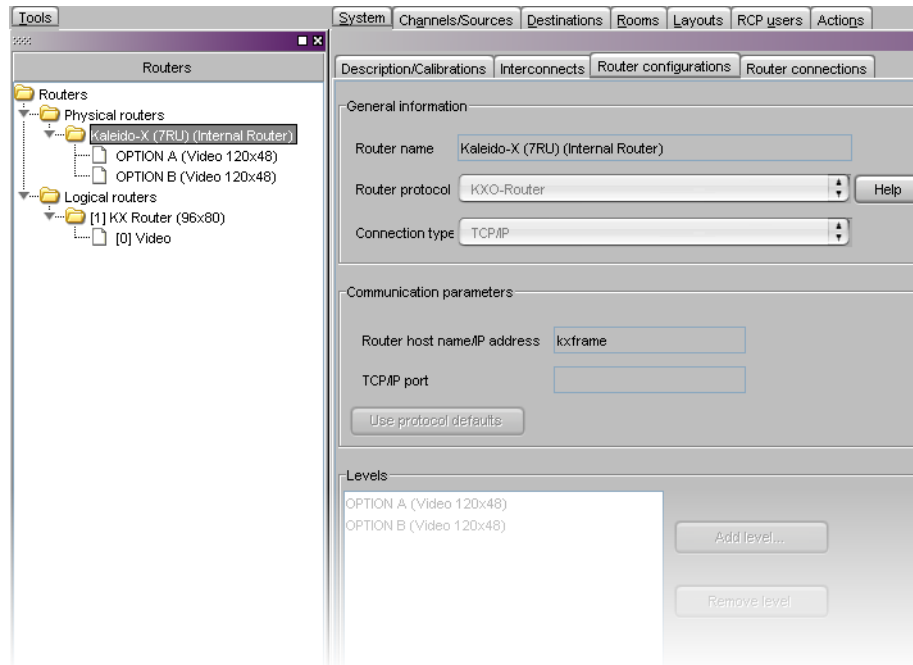 Tools
System Channels/Sources Destinations Rooms Layouts RCP users Actions
Routers
Routers
Physical routers
Kaleido-X (7RU) (Internal Router)
OPTION A (Video 120x48)
OPTION B (Video 120x48)
Logical routers
[1] KX Router (96x80)
[0] Video
Description/Calibrations Interconnects Router configurations Router connections
General information
Router name Kaleido-X (7RU) (Internal Router)
Router protocol KXO-Router Help
Connection type TCP/IP
Communication parameters
Router host name/IP address kxframe
TCP/IP port
Use protocol defaults
Levels
OPTION A (Video 120x48)
OPTION B (Video 120x48)
Add level...
Remove level